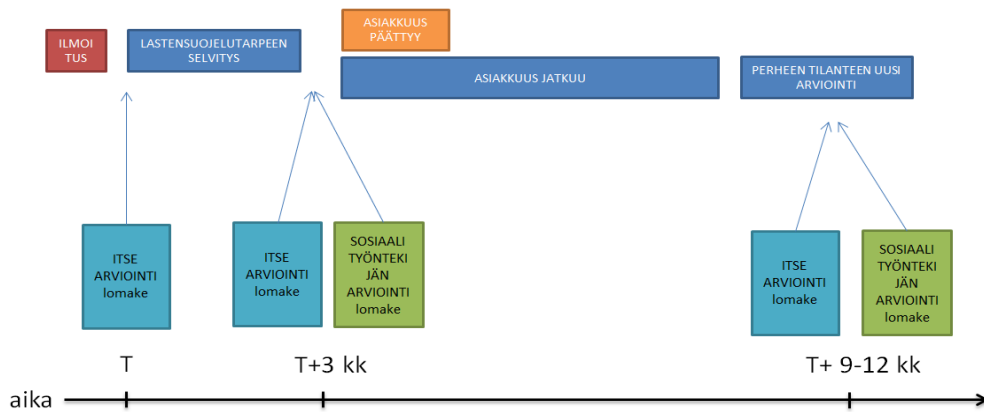 ILMOI
TUS
LASTENSUOJELUTARPEEN
SELVITYS
ASIAKKUUS
PÄÄTTYY
ASIAKKUUS JATKUU
PERHEEN TILANTEEN UUSI
ARVIOINTI
ITSE
ARVIOINTI
lomake
ITSE
ARVIOINTI
lomake
SOSIAALI
TYÖNTEKI
JÄN
ARVIOINTI
lomake
ITSE
ARVIOINTI
lomake
SOSIAALI
TYÖNTEKI
JÄN
ARVIOINTI
lomake
T
T+3 kk
T+ 9-12 kk
aika